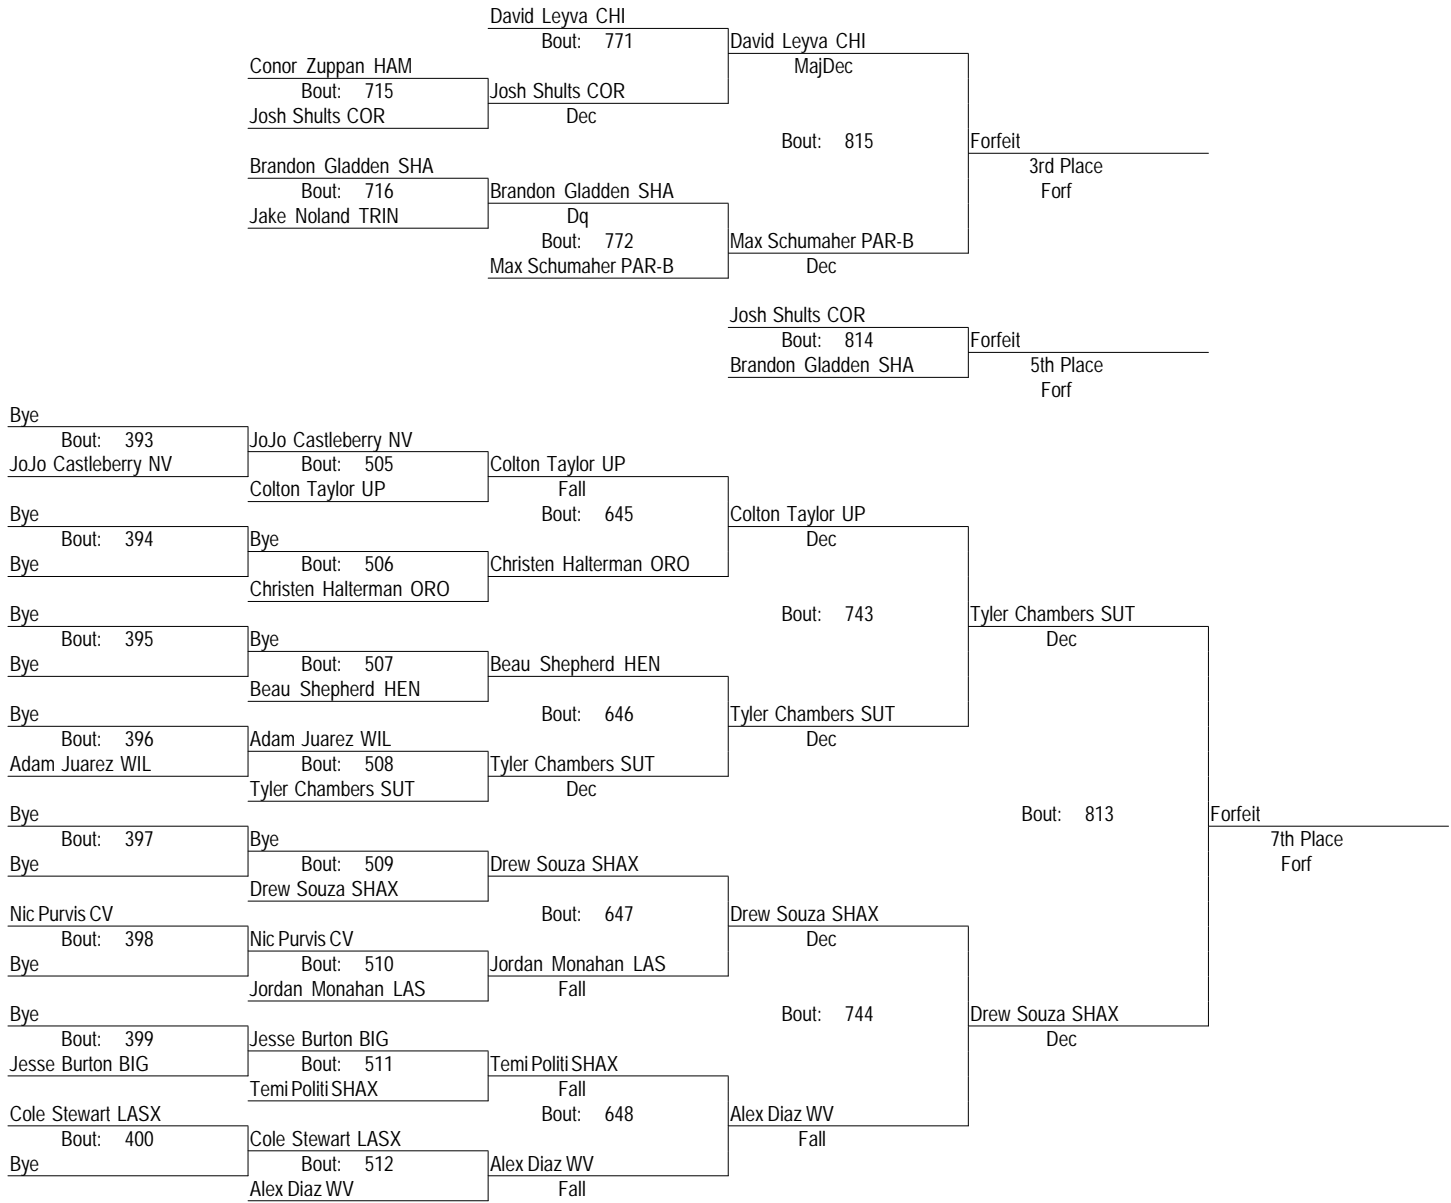 David Leyva CHI
Bout: 771
David Leyva CHI
Conor Zuppan HAM
MajDec
Bout: 715
Josh Shults COR
Josh Shults COR
Dec
Bout: 815
Forfeit
Brandon Gladden SHA
3rd Place
Bout: 716
Brandon Gladden SHA
Forf
Jake Noland TRIN
Dq
Bout: 772
Max Schumaher PAR-B
Max Schumaher PAR-B
Dec
Josh Shults COR
Bout: 814
Forfeit
Brandon Gladden SHA
5th Place
Forf
Bye
Bout: 393
JoJo Castleberry NV
JoJo Castleberry NV
Bout: 505
Colton Taylor UP
Colton Taylor UP
Fall
Bye
Bout: 645
Colton Taylor UP
Bout: 394
Bye
Dec
Bye
Bout: 506
Christen Halterman ORO
Christen Halterman ORO
Bye
Bout: 743
Tyler Chambers SUT
Bout: 395
Bye
Dec
Bye
Bout: 507
Beau Shepherd HEN
Beau Shepherd HEN
Bye
Bout: 646
Tyler Chambers SUT
Bout: 396
Adam Juarez WIL
Dec
Adam Juarez WIL
Bout: 508
Tyler Chambers SUT
Tyler Chambers SUT
Dec
Bye
Bout: 813
Forfeit
Bout: 397
Bye
7th Place
Bye
Bout: 509
Drew Souza SHAX
Forf
Drew Souza SHAX
Nic Purvis CV
Bout: 647
Drew Souza SHAX
Bout: 398
Nic Purvis CV
Dec
Bye
Bout: 510
Jordan Monahan LAS
Jordan Monahan LAS
Fall
Bye
Bout: 744
Drew Souza SHAX
Bout: 399
Jesse Burton BIG
Dec
Jesse Burton BIG
Bout: 511
Temi Politi SHAX
Temi Politi SHAX
Fall
Cole Stewart LASX
Bout: 648
Alex Diaz WV
Bout: 400
Cole Stewart LASX
Fall
Bye
Bout: 512
Alex Diaz WV
Alex Diaz WV
Fall